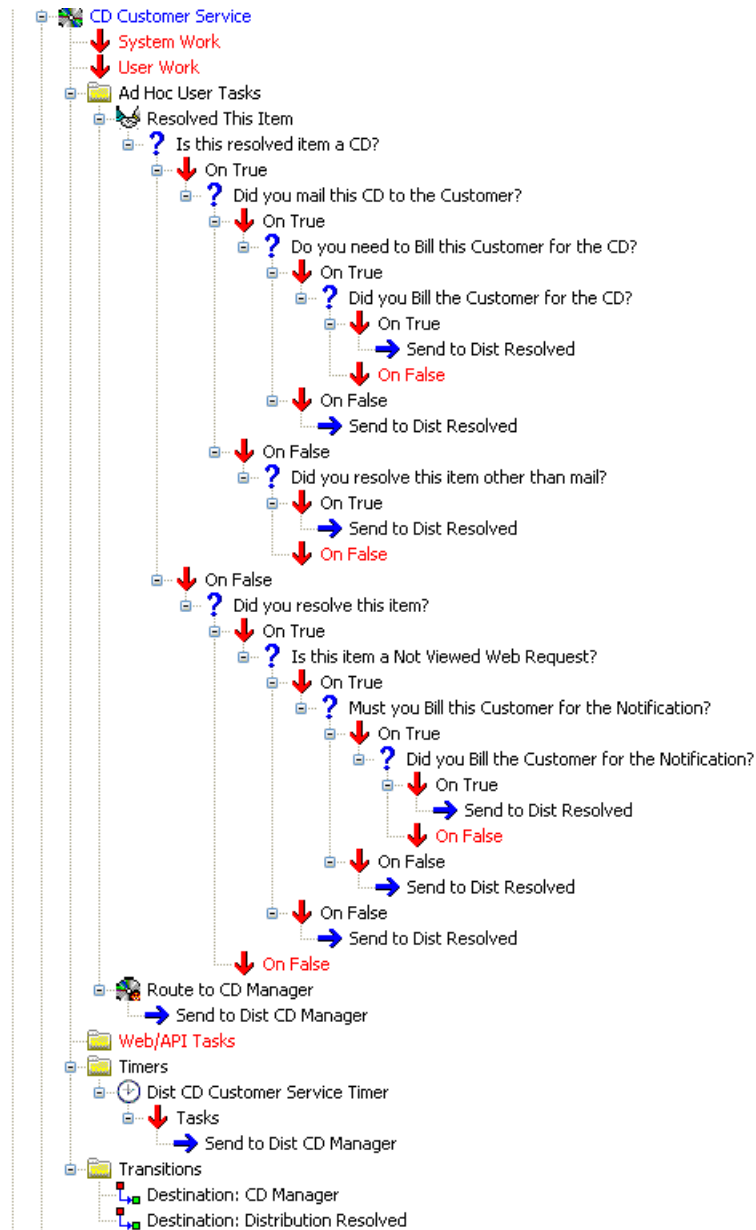 CD Customer Service
System Work
User Work
Ad Hoc User Tasks
Resolved This Item
Is this resolved item a CD?
On True
Did you mail this CD to the Customer?
On True
Do you need to Bill this Customer for the CD?
On True
Did you Bill the Customer for the CD?
On True
Send to Dist Resolved
On False
On False
Send to Dist Resolved
On False
Did you resolve this item other than mail?
On True
Send to Dist Resolved
On False
On False
Did you resolve this item?
On True
Is this item a Not Viewed Web Request?
On True
Must you Bill this Customer for the Notification?
On True
Did you Bill the Customer for the Notification?
On True
Send to Dist Resolved
On False
On False
Send to Dist Resolved
On False
Send to Dist Resolved
On False
Route to CD Manager
Send to Dist CD Manager
Web/API Tasks
Timers
Dist CD Customer Service Timer
Tasks
Send to Dist CD Manager
Transitions
Destination: CD Manager
Destination: Distribution Resolved